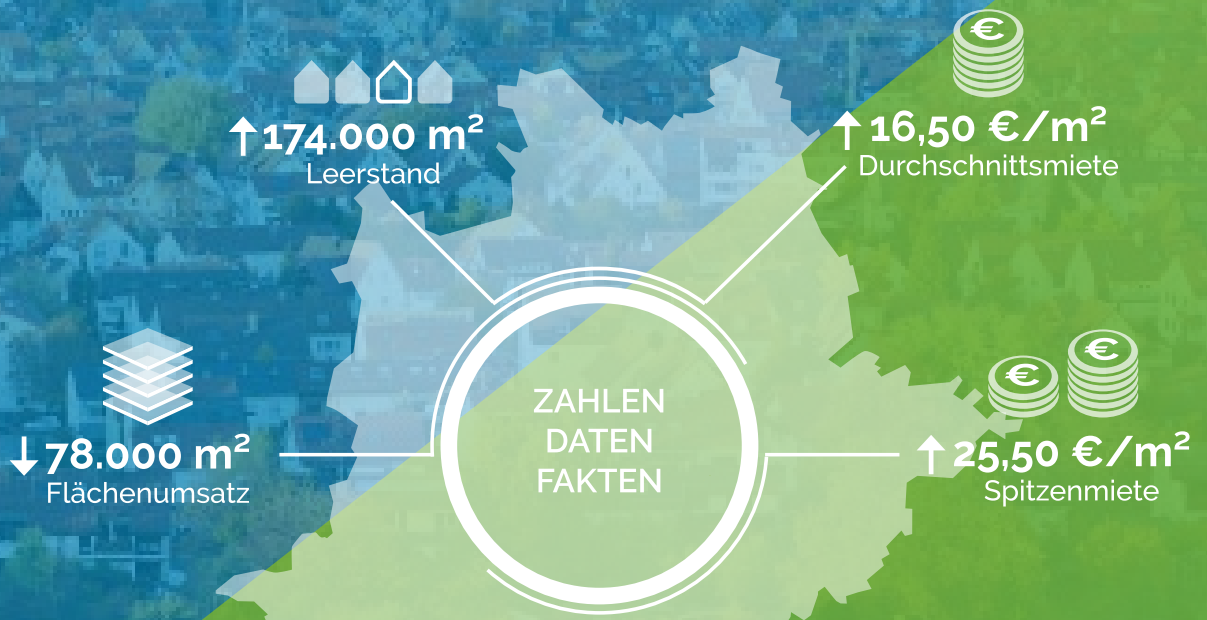 ↑174.000 m²
Leerstand
↑16,50 €/m²
Durchschnittsmiete
↓78.000 m²
Flächenumsatz
ZAHLEN
DATEN
FAKTEN
↑25,50 €/m²
Spitzenmiete